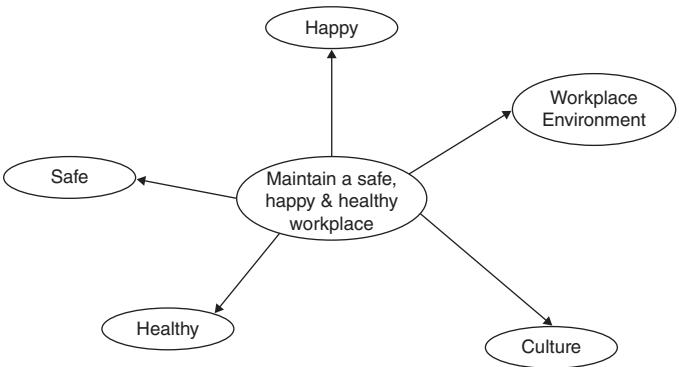 Happy
Workplace
Environment
Safe
Maintain a safe,
happy & healthy
workplace
Healthy
Culture